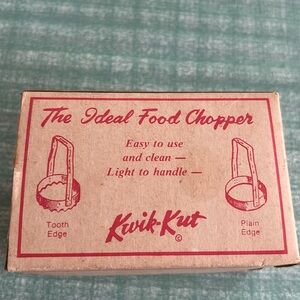 The Ideal Food Chopper
Easy to use
and clean —
Light to handle —
Tooth
Edge
Kwik-Kut ©
Plain
Edge